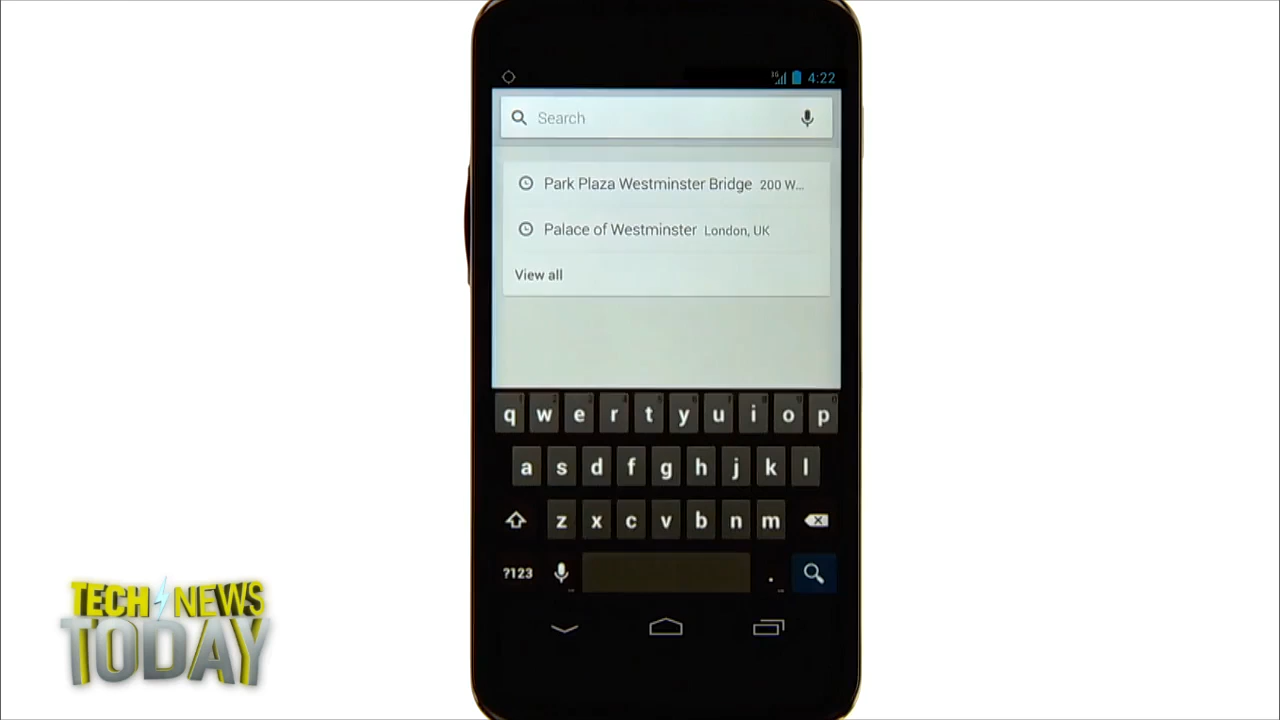 3G 4:22
Search
Park Plaza Westminster Bridge 200 W...
Palace of Westminster London, UK
View all
q w e r t y u i o p
a s d f g h j k l
z x c v b n m
?123 .
TECH NEWS
TODAY